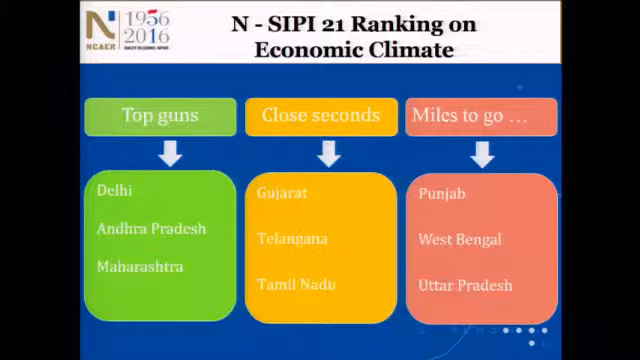 N
NCAER
1956
2016
N - SIPI 21 Ranking on
Economic Climate
Top guns
Close seconds
Miles to go ...
Delhi
Andhra Pradesh
Maharashtra
Gujarat
Telangana
Tamil Nadu
Punjab
West Bengal
Uttar Pradesh